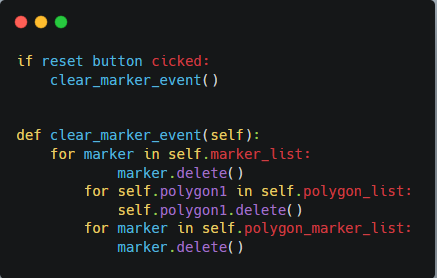 if reset button cicked:
    clear_marker_event()
def clear_marker_event(self):
    for marker in self.marker_list:
            marker.delete()
        for self.polygon1 in self.polygon_list:
            self.polygon1.delete()
        for marker in self.polygon_marker_list:
            marker.delete()